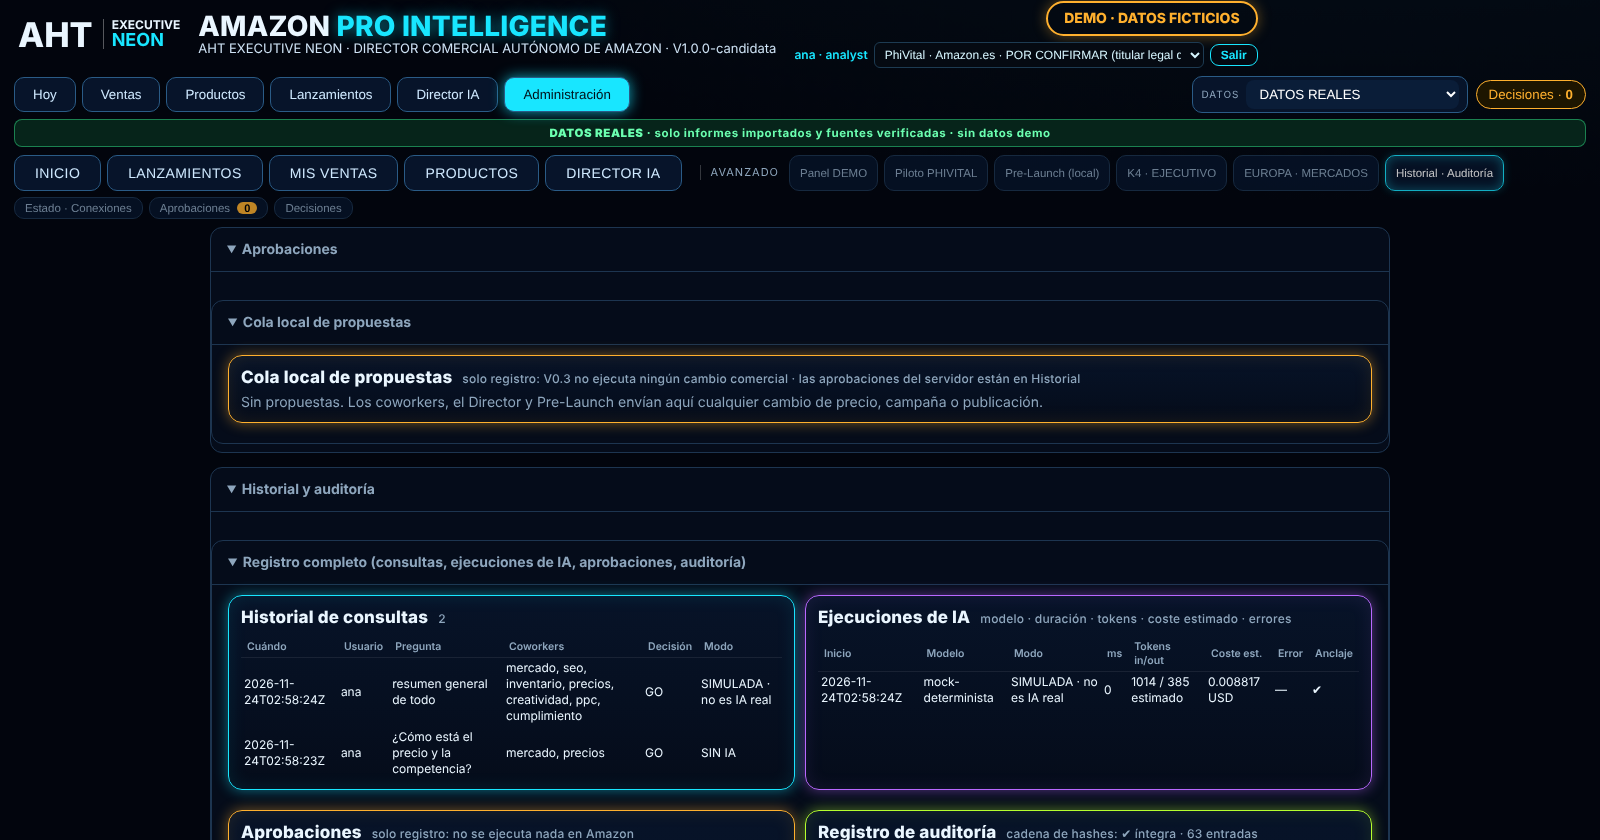 AHT EXECUTIVE NEON
AMAZON PRO INTELLIGENCE
AHT EXECUTIVE NEON · DIRECTOR COMERCIAL AUTÓNOMO DE AMAZON · V1.0.0-candidata
DEMO · DATOS FICTICIOS
ana · analyst PhiVital · Amazon.es · POR CONFIRMAR (titular legal c Salir
Hoy Ventas Productos Lanzamientos Director IA Administración
DATOS DATOS REALES Decisiones · 0
DATOS REALES · solo informes importados y fuentes verificadas · sin datos demo
INICIO LANZAMIENTOS MIS VENTAS PRODUCTOS DIRECTOR IA AVANZADO Panel DEMO Piloto PHIVITAL Pre-Launch (local) K4 · EJECUTIVO EUROPA · MERCADOS Historial · Auditoría
Estado · Conexiones Aprobaciones 0 Decisiones
▼ Aprobaciones
▼ Cola local de propuestas
Cola local de propuestas solo registro: V0.3 no ejecuta ningún cambio comercial · las aprobaciones del servidor están en Historial
Sin propuestas. Los coworkers, el Director y Pre-Launch envían aquí cualquier cambio de precio, campaña o publicación.
▼ Historial y auditoría
▼ Registro completo (consultas, ejecuciones de IA, aprobaciones, auditoría)
Historial de consultas 2
Cuándo Usuario Pregunta Coworkers Decisión Modo
2026-11-24T02:58:24Z ana resumen general de todo mercado, seo, inventario, precios, creatividad, ppc, cumplimiento GO SIMULADA · no es IA real
2026-11-24T02:58:23Z ana ¿Cómo está el precio y la competencia? mercado, precios GO SIN IA
Ejecuciones de IA modelo · duración · tokens · coste estimado · errores
Inicio Modelo Modo ms Tokens in/out Coste est. Error Anclaje
2026-11-24T02:58:24Z mock-determinista SIMULADA · no es IA real 0 1014 / 385 estimado 0.008817 USD — ✔
Aprobaciones solo registro: no se ejecuta nada en Amazon
Registro de auditoría cadena de hashes: ✔ íntegra · 63 entradas